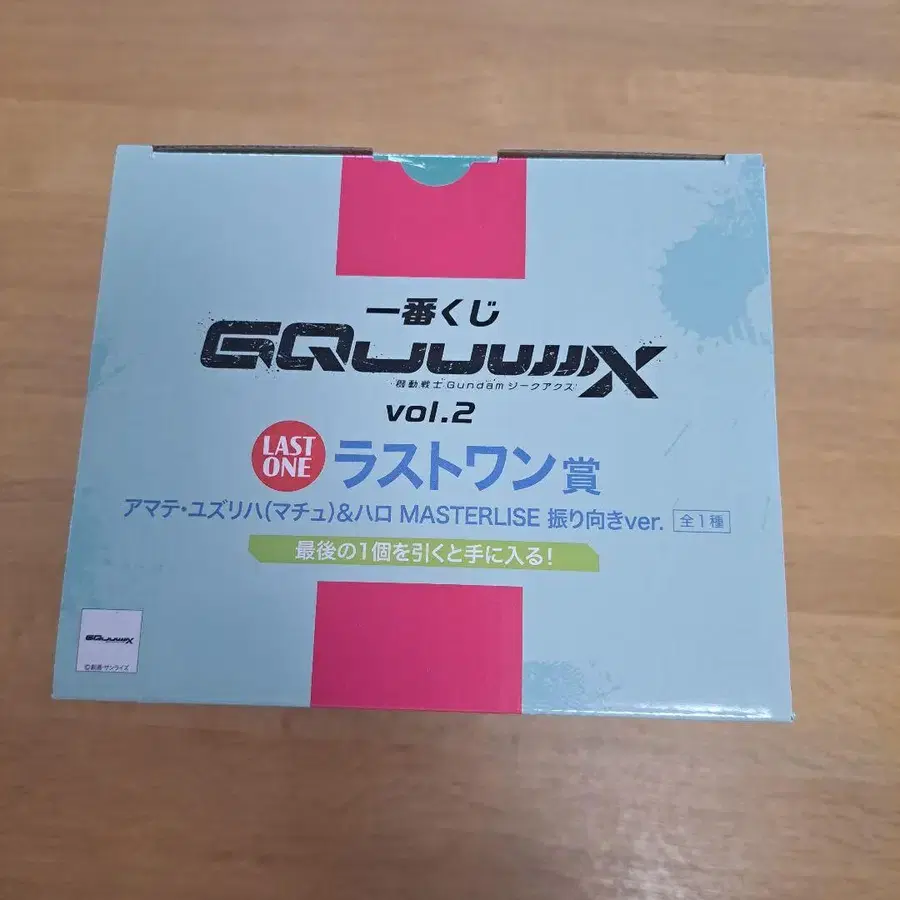 一番くじ
GQuuuuuuX
機動戦士Gundamジークアクス
vol.2
LAST
ONE
ラストワン賞
アマテ・ユズリハ(マチュ)&ハロ MASTERLISE 振り向きver. 全1種
最後の1個を引くと手に入る!
GQuuuuuuX
©創通・サンライズ